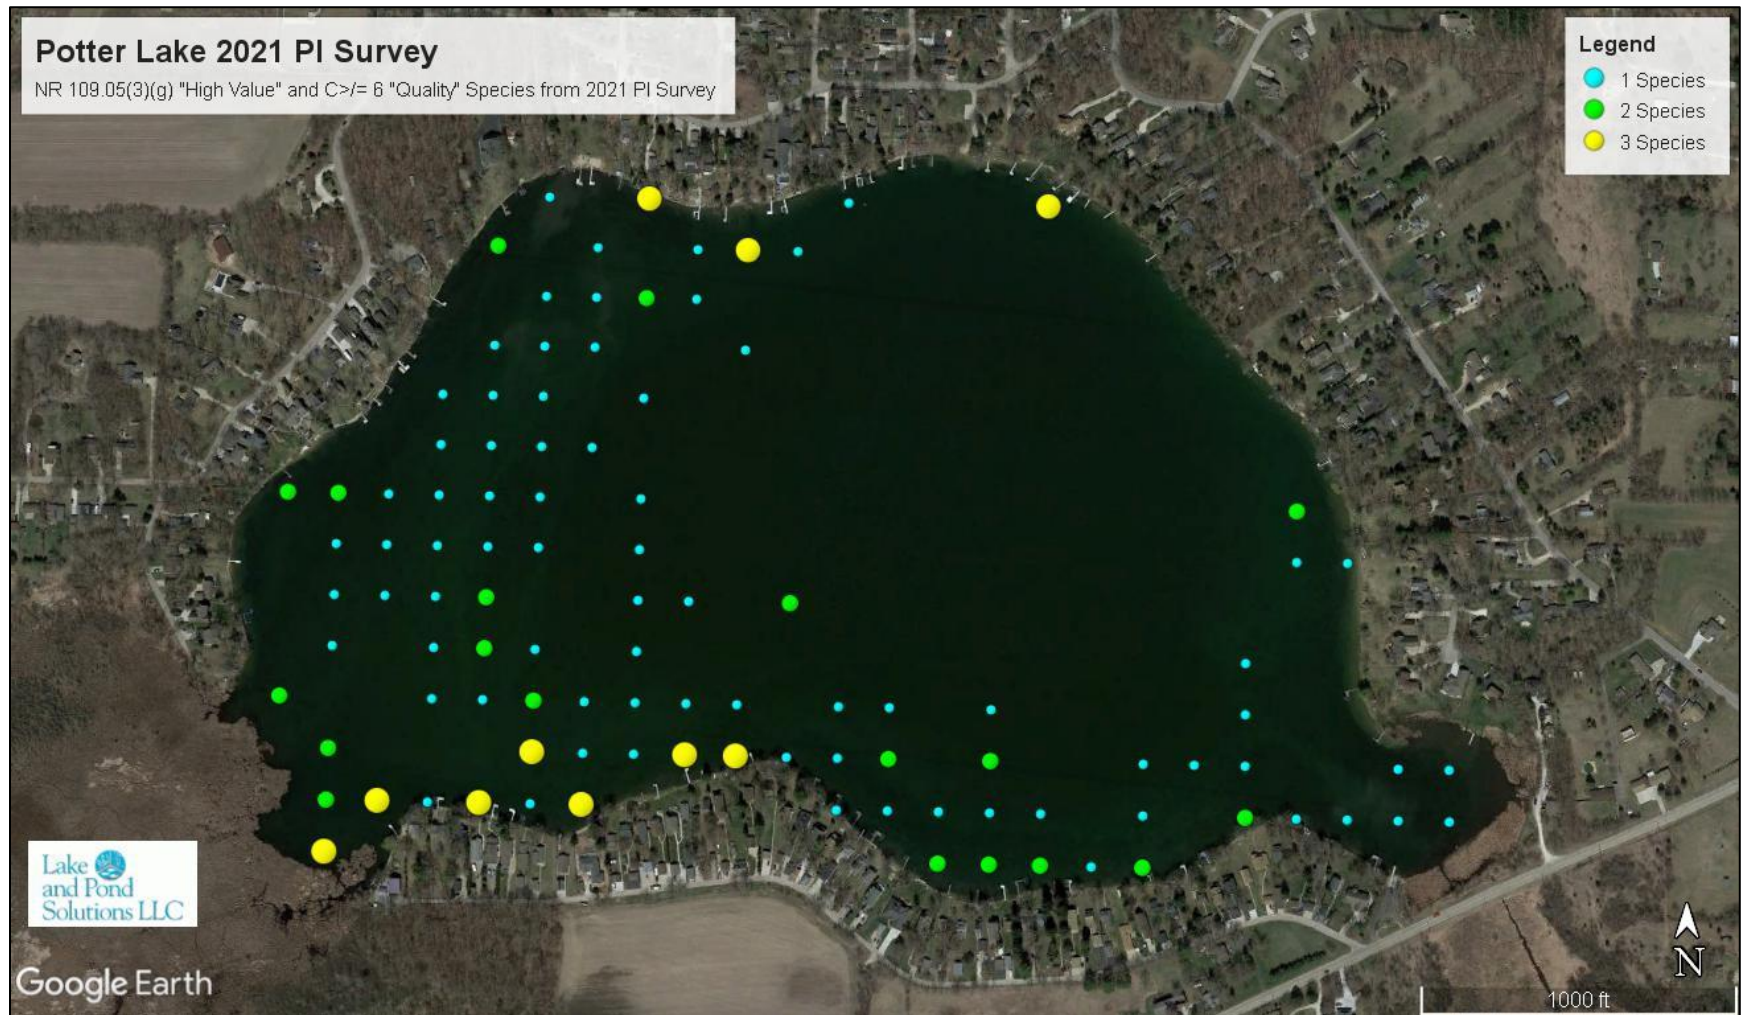 Potter Lake 2021 PI Survey
NR 109.05(3)(g) "High Value" and C>/= 6 "Quality" Species from 2021 PI Survey
Legend
1 Species
2 Species
3 Species
Lake
and Pond
Solutions LLC
Google Earth
N
1000 ft